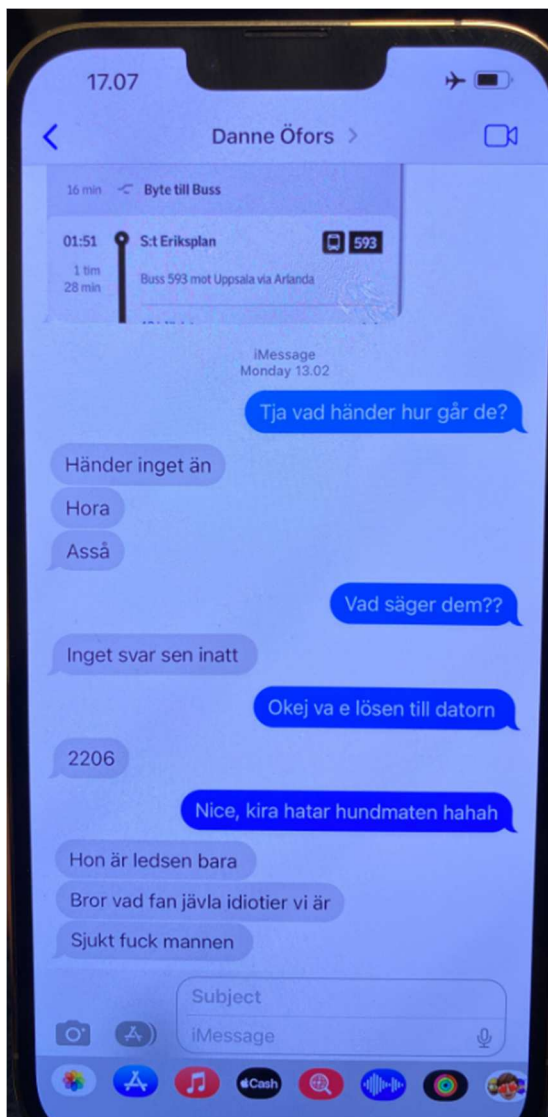 17.07
Danne Öfors
16 min Byte till Buss
01:51 S:t Eriksplan 593
1 tim
28 min
Buss 593 mot Uppsala via Arlanda
iMessage
Monday 13.02
Tja vad händer hur går de?
Händer inget än
Hora
Asså
Vad säger dem??
Inget svar sen inatt
Okej va e lösen till datorn
2206
Nice, kira hatar hundmaten hahah
Hon är ledsen bara
Bror vad fan jävla idiotier vi är
Sjukt fuck mannen
Subject
iMessage
Cash